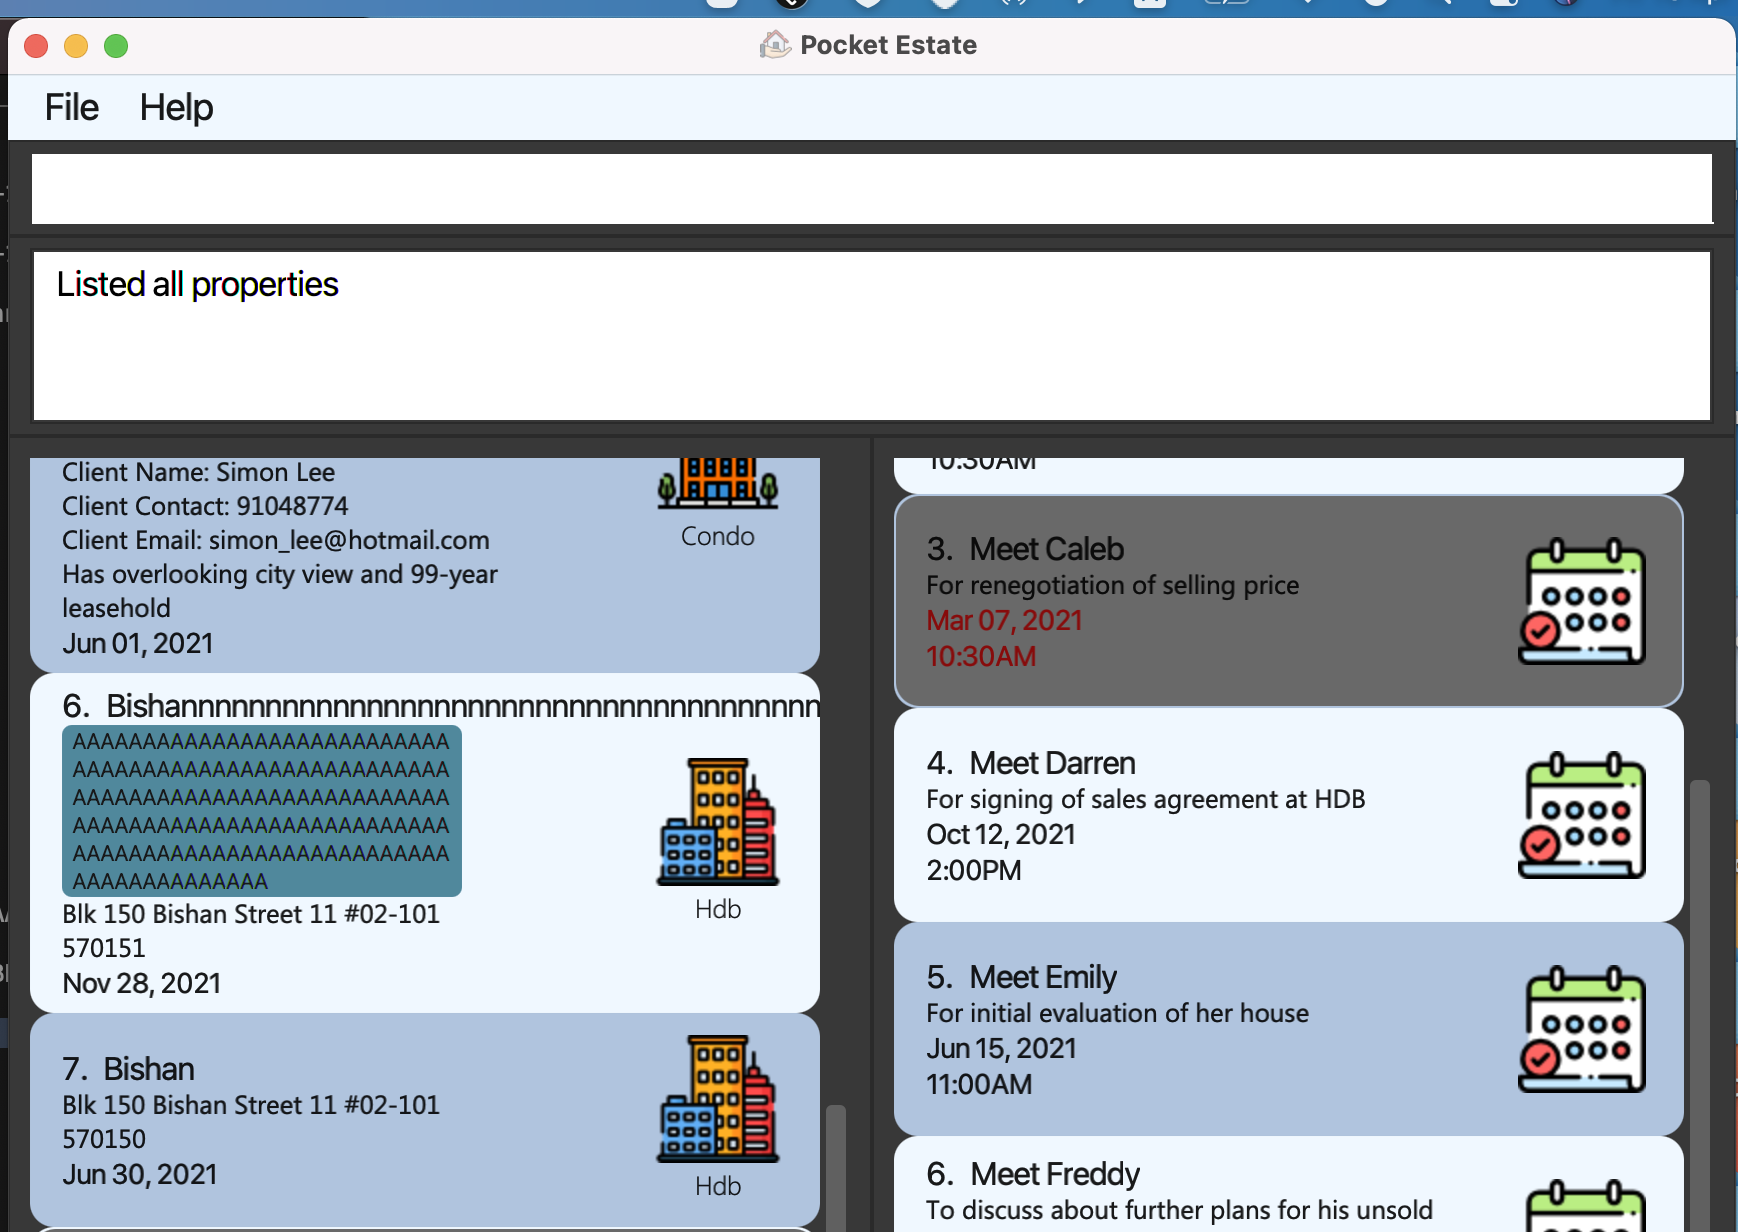 Pocket Estate
File Help
Listed all properties
Client Name: Simon Lee
Client Contact: 91048774
Client Email: simon_lee@hotmail.com
Has overlooking city view and 99-year
leasehold
Jun 01, 2021
Condo
6. Bishannnnnnnnnnnnnnnnnnnnnnnnnnnnnnnnnnnnnnn
AAAAAAAAAAAAAAAAAAAAAAAAAAA
AAAAAAAAAAAAAAAAAAAAAAAAAAA
AAAAAAAAAAAAAAAAAAAAAAAAAAA
AAAAAAAAAAAAAAAAAAAAAAAAAAA
AAAAAAAAAAAAAAAAAAAAAAAAAAA
AAAAAAAAAAAAAA
Blk 150 Bishan Street 11 #02-101
570151
Nov 28, 2021
Hdb
7. Bishan
Blk 150 Bishan Street 11 #02-101
570150
Jun 30, 2021
Hdb
10:30AM
3. Meet Caleb
For renegotiation of selling price
Mar 07, 2021
10:30AM
4. Meet Darren
For signing of sales agreement at HDB
Oct 12, 2021
2:00PM
5. Meet Emily
For initial evaluation of her house
Jun 15, 2021
11:00AM
6. Meet Freddy
To discuss about further plans for his unsold